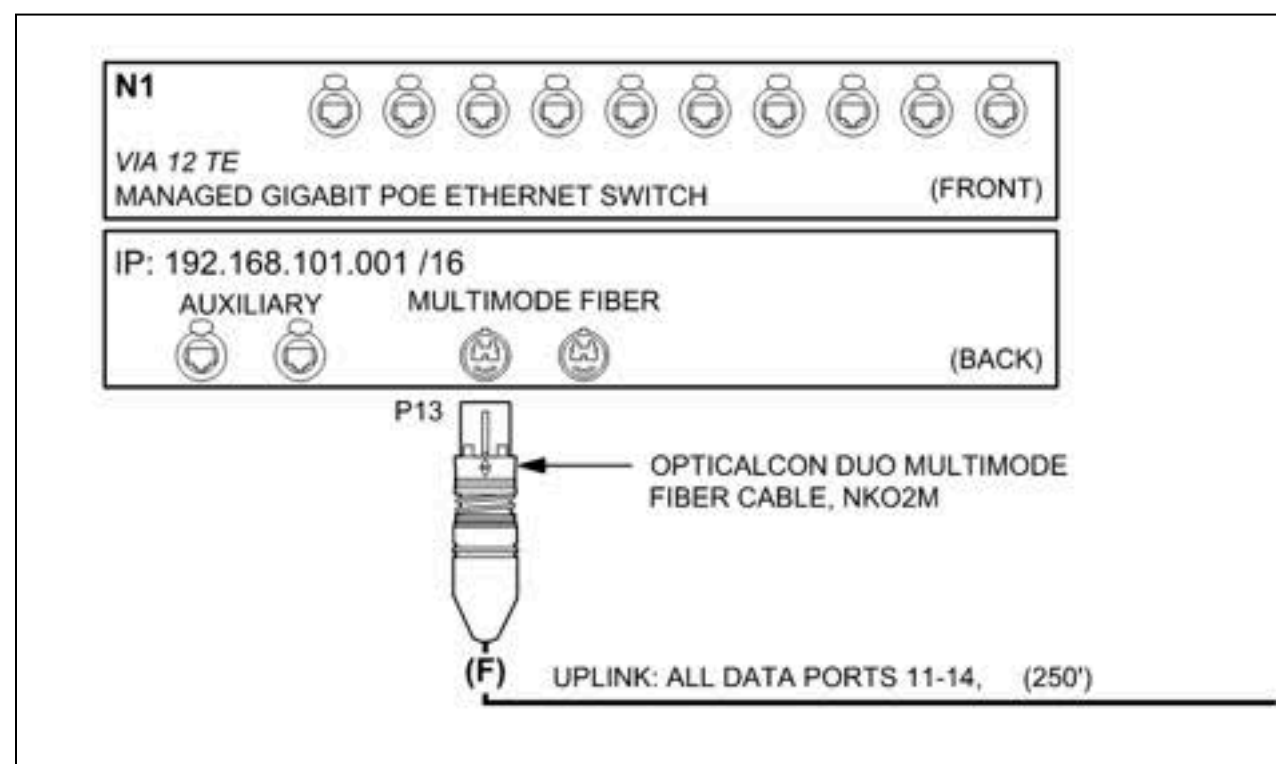 N1
VIA 12 TE
MANAGED GIGABIT POE ETHERNET SWITCH
(FRONT)
IP: 192.168.101.001 /16
AUXILIARY
MULTIMODE FIBER
(BACK)
P13
OPTICALCON DUO MULTIMODE
FIBER CABLE, NKO2M
(F)
UPLINK: ALL DATA PORTS 11-14, (250')